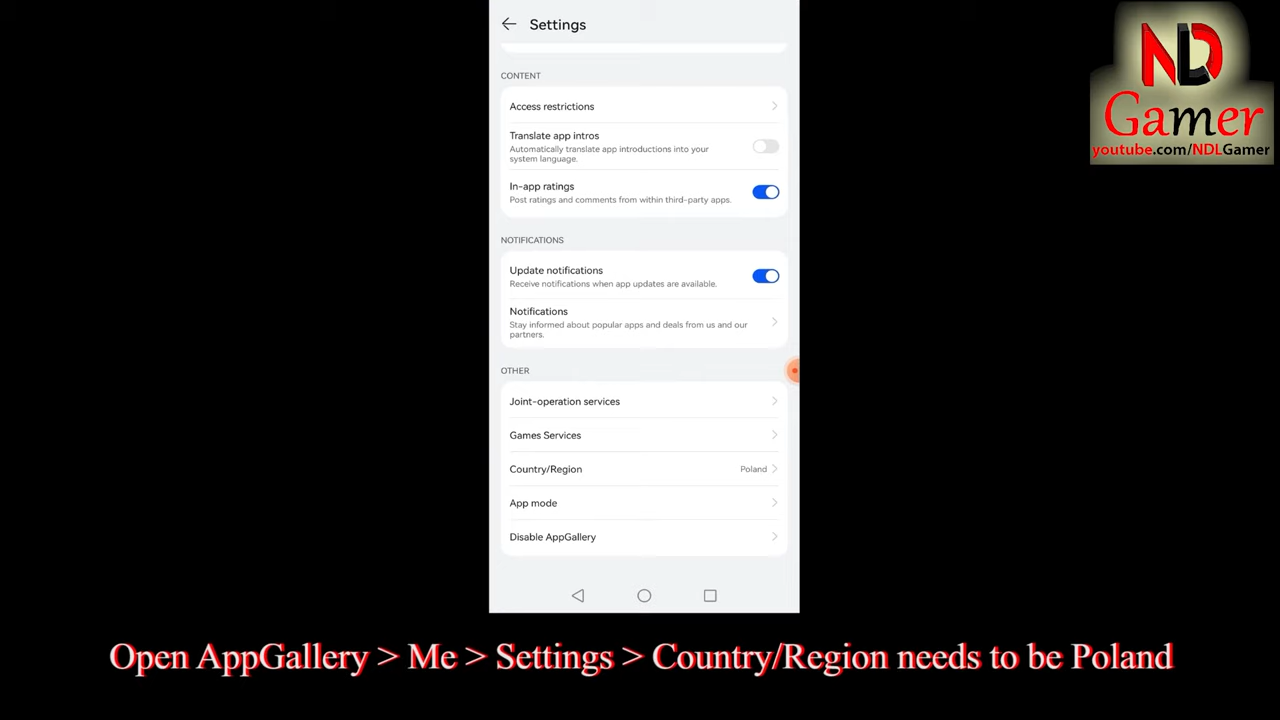 Settings
CONTENT
Access restrictions
Translate app intros
Automatically translate app introductions into your
system language.
In-app ratings
Post ratings and comments from within third-party apps.
NOTIFICATIONS
Update notifications
Receive notifications when app updates are available.
Notifications
Stay informed about popular apps and deals from us and our
partners.
OTHER
Joint-operation services
Games Services
Country/Region Poland
App mode
Disable AppGallery
NDL
Gamer
youtube.com/NDLGamer
Open AppGallery > Me > Settings > Country/Region needs to be Poland